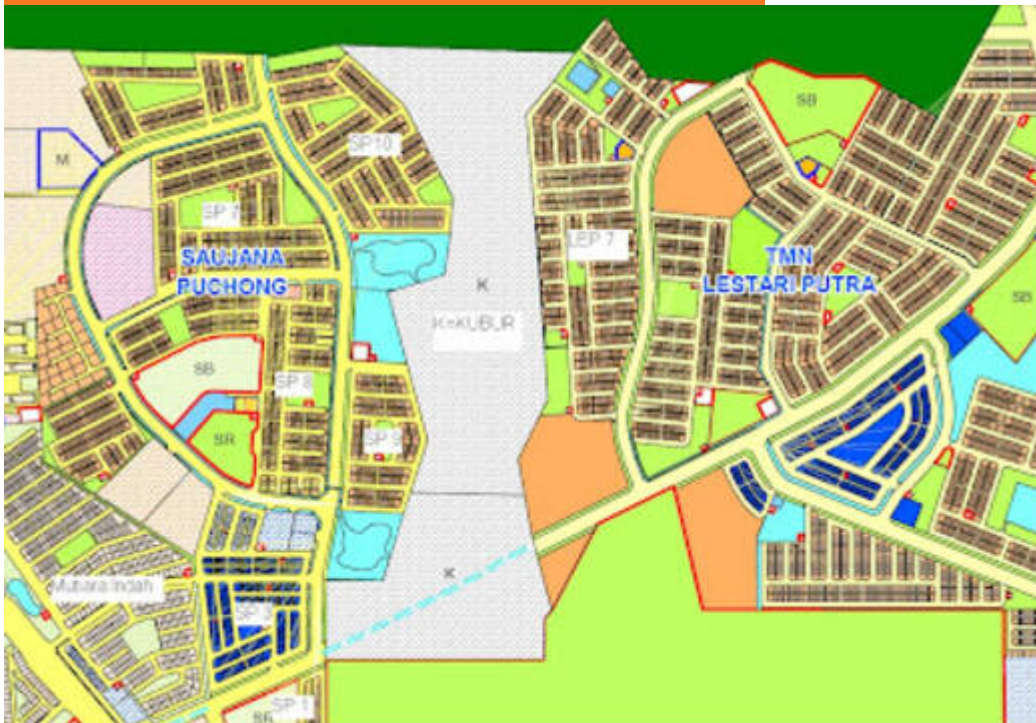 SB
SP10
M
SP 7
LEP 7
SAUJANA
PUCHONG
TMN
LESTARI PUTRA
K
K=KUBUR
SB
SB
SP 8
SR
SP 9
K
Mutiara Indah
SP
SP 1